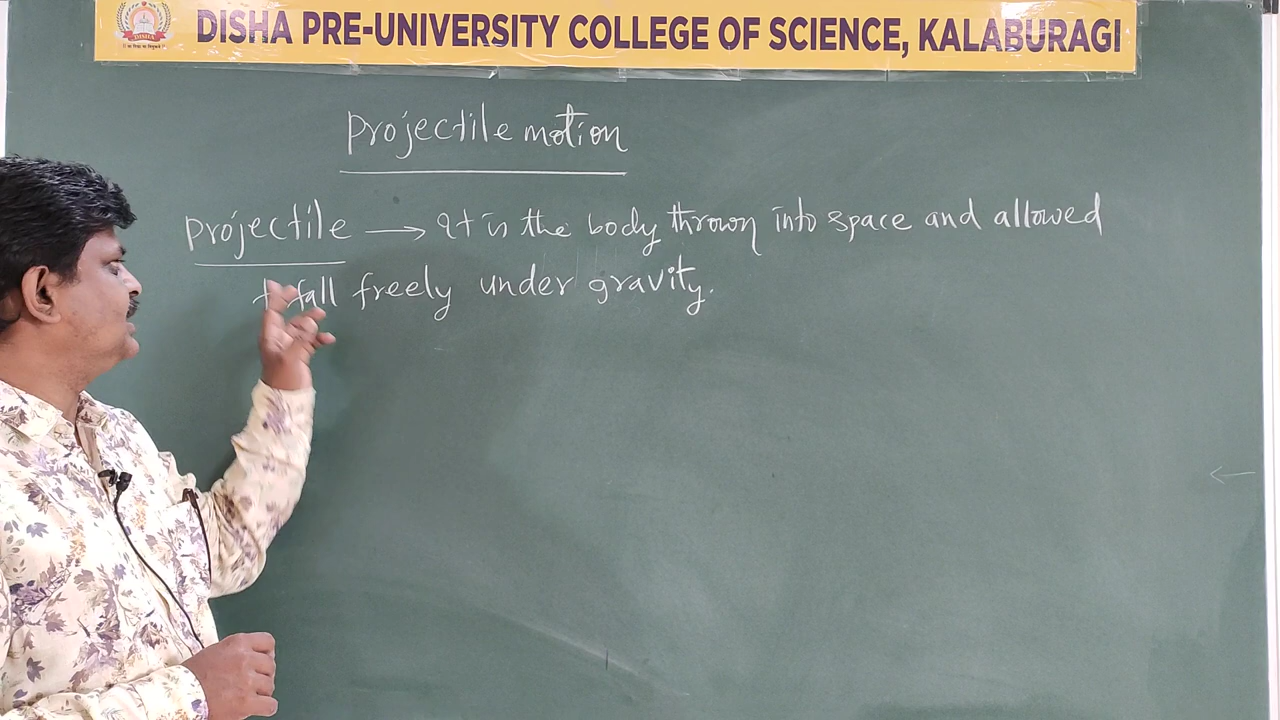 DISHA PRE-UNIVERSITY COLLEGE OF SCIENCE, KALABURAGI
DISHA
Projectile motion
Projectile → It is the body thrown into space and allowed
fall freely under gravity.